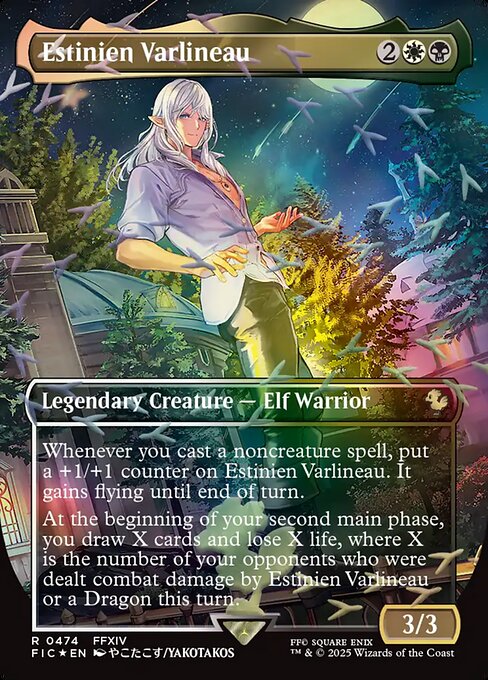 Estinien Varlineau 2
Legendary Creature — Elf Warrior
Whenever you cast a noncreature spell, put
a +1/+1 counter on Estinien Varlineau. It
gains flying until end of turn.
At the beginning of your second main phase,
you draw X cards and lose X life, where X
is the number of your opponents who were
dealt combat damage by Estinien Varlineau
or a Dragon this turn.
3/3
R 0474 FFXIV
FIC★EN やこたこす/YAKOTAKOS
FF© SQUARE ENIX
™ & © 2025 Wizards of the Coast